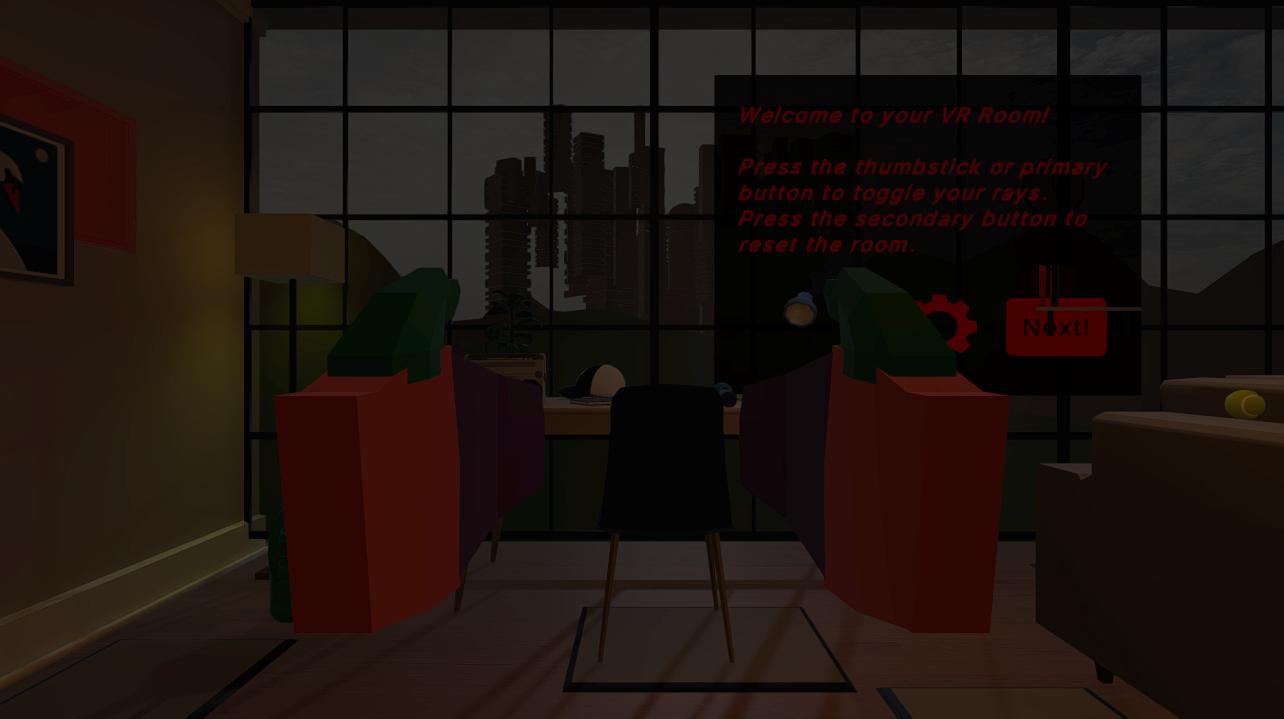 Welcome to your VR Room!
Press the thumbstick or primary
button to toggle your rays.
Press the secondary button to
reset the room.
Next!